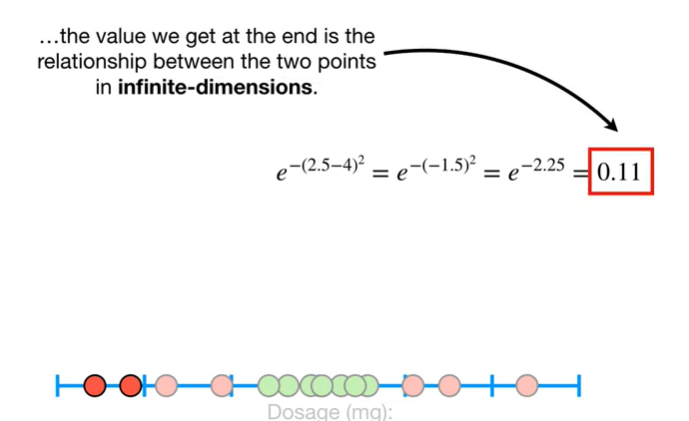 ...the value we get at the end is the
relationship between the two points
in infinite-dimensions.
e^{−(2.5−4)^2} = e^{−(−1.5)^2} = e^{−2.25} = 0.11
Dosage (mg):